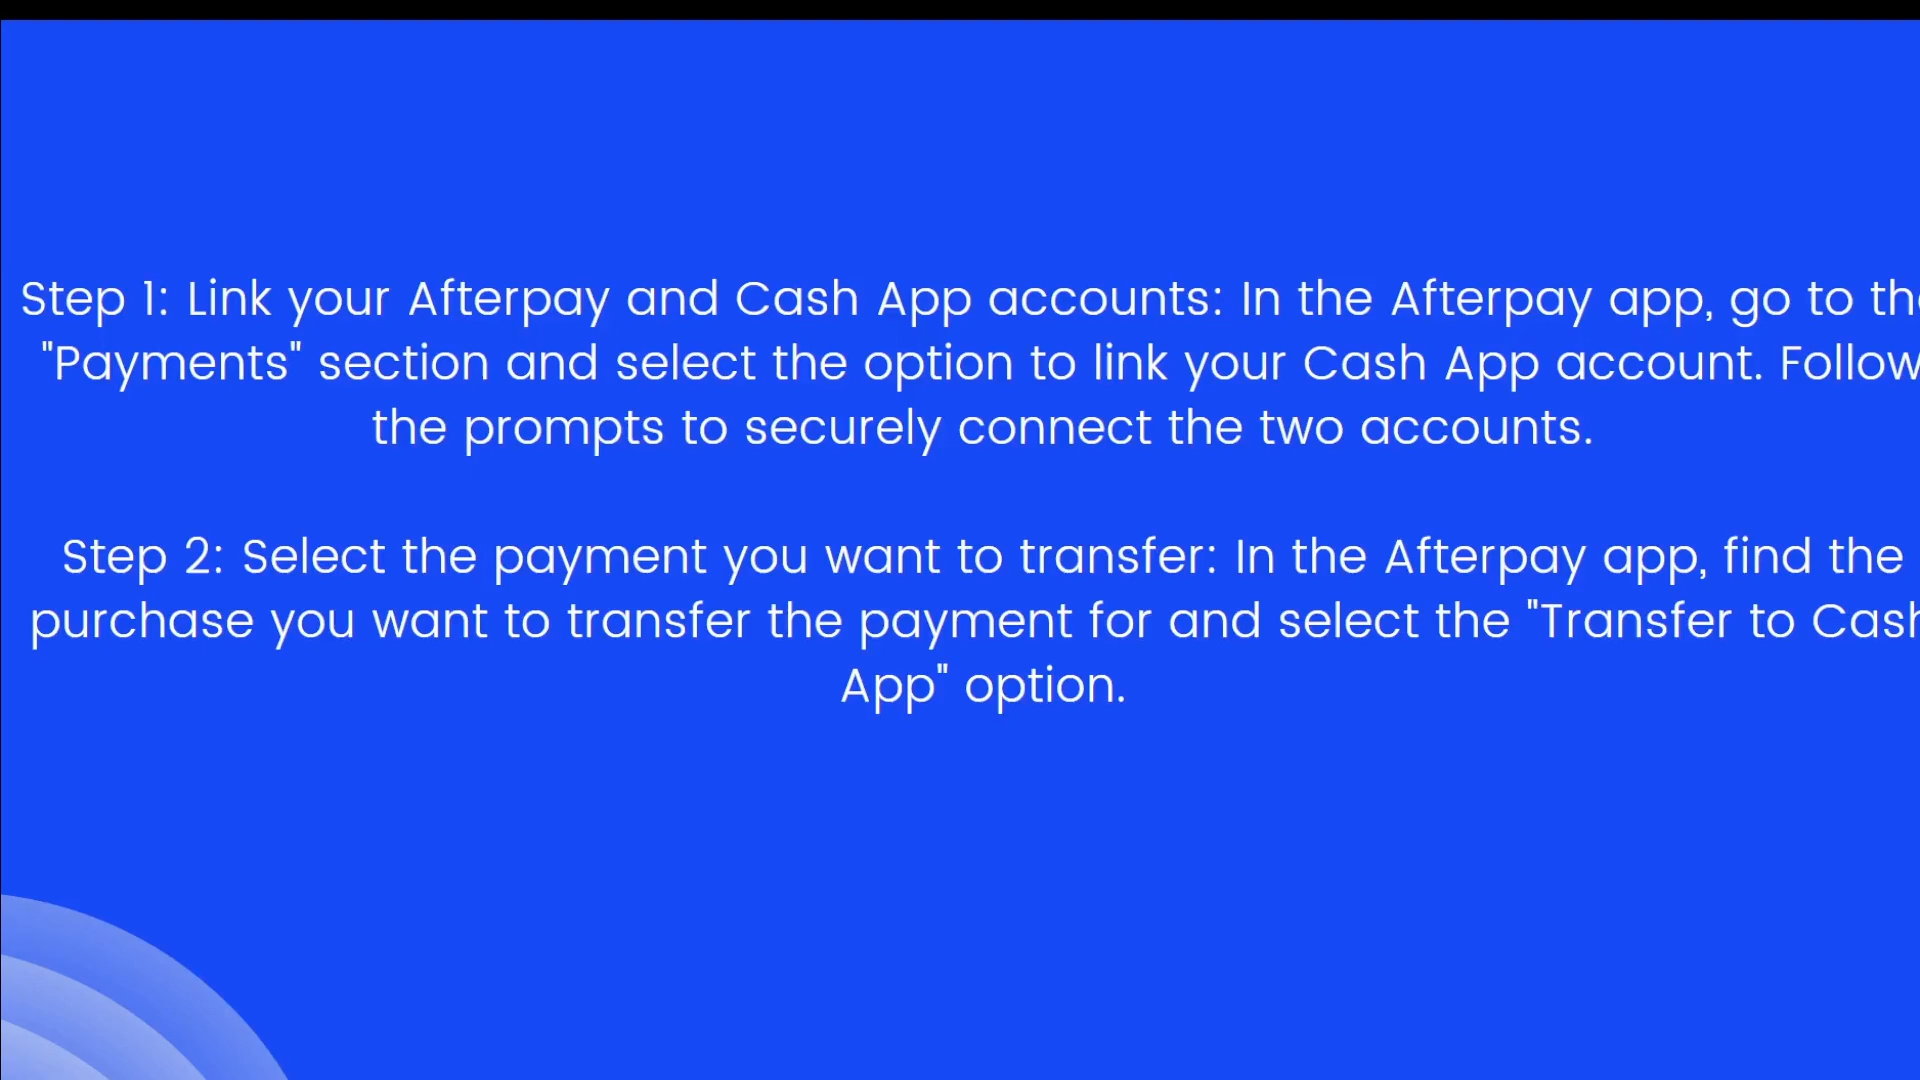 Step 1: Link your Afterpay and Cash App accounts: In the Afterpay app, go to the
"Payments" section and select the option to link your Cash App account. Follow
the prompts to securely connect the two accounts.
Step 2: Select the payment you want to transfer: In the Afterpay app, find the
purchase you want to transfer the payment for and select the "Transfer to Cash
App" option.